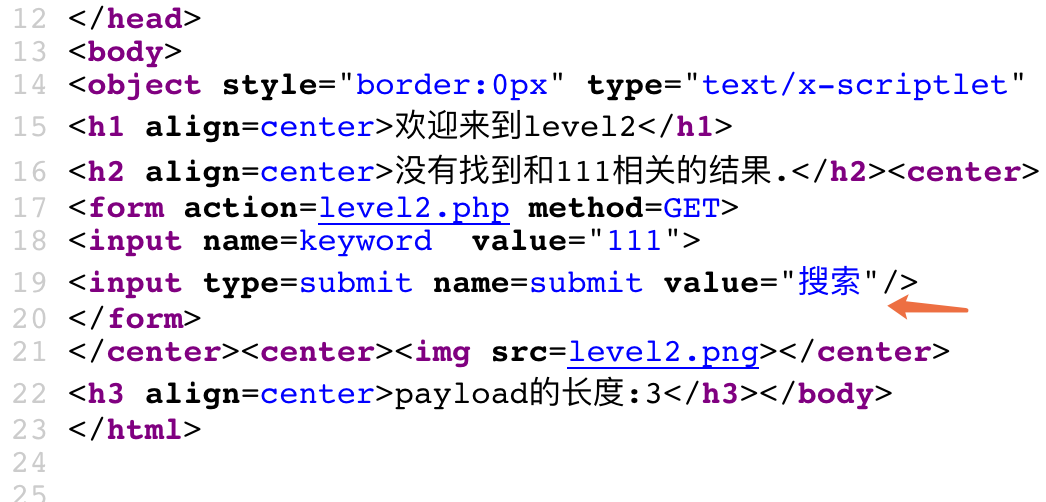 12 </head>
13 <body>
14 <object style="border:0px" type="text/x-scriptlet"
15 <h1 align=center>欢迎来到level2</h1>
16 <h2 align=center>没有找到和111相关的结果.</h2><center>
17 <form action=level2.php method=GET>
18 <input name=keyword  value="111">
19 <input type=submit name=submit value="搜索"/>
20 </form>
21 </center><center><img src=level2.png></center>
22 <h3 align=center>payload的长度:3</h3></body>
23 </html>
24
25